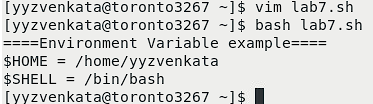 [yyzvenkata@toronto3267 ~]$ vim lab7.sh
[yyzvenkata@toronto3267 ~]$ bash lab7.sh
====Environment Variable example====
$HOME = /home/yyzvenkata
$SHELL = /bin/bash
[yyzvenkata@toronto3267 ~]$